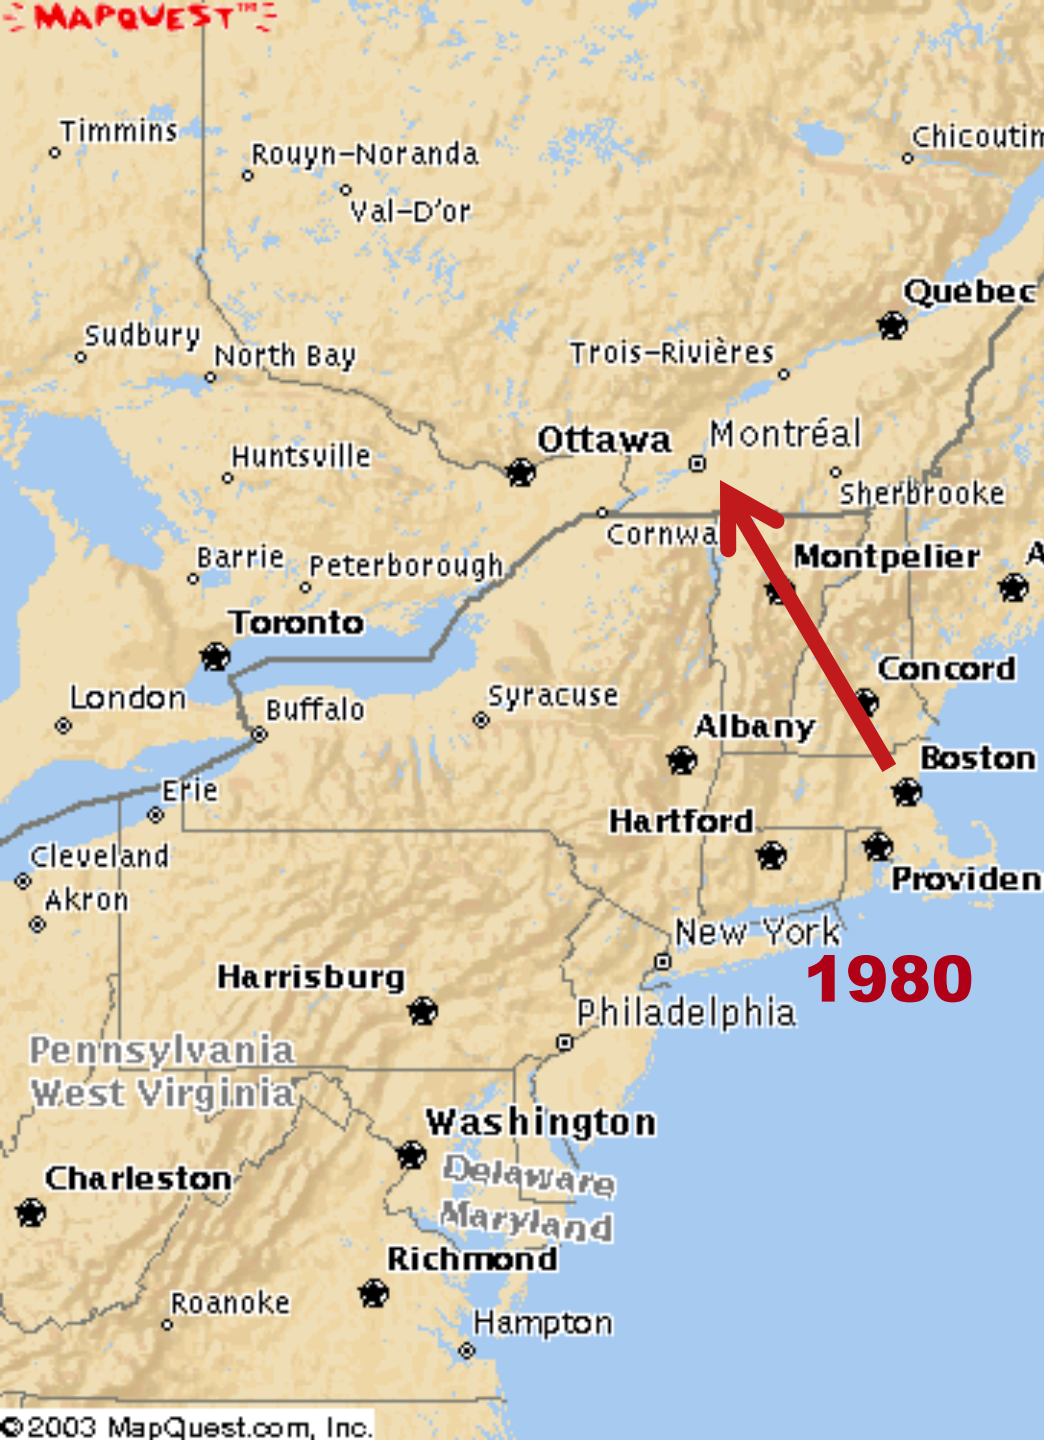 MAPQUEST™
Timmins
Chicoutim
Rouyn-Noranda
Val-D'or
Quebec
Sudbury
North Bay
Trois-Rivières
Ottawa
Montréal
Huntsville
Sherbrooke
Cornwa
Barrie
Peterborough
Montpelier
A
Toronto
Concord
London
Buffalo
Syracuse
Albany
Boston
Erie
Hartford
Cleveland
Providen
Akron
New York
Harrisburg
1980
Philadelphia
Pennsylvania
West Virginia
Washington
Charleston
Delaware
Maryland
Richmond
Roanoke
Hampton
©2003 MapQuest.com, Inc.